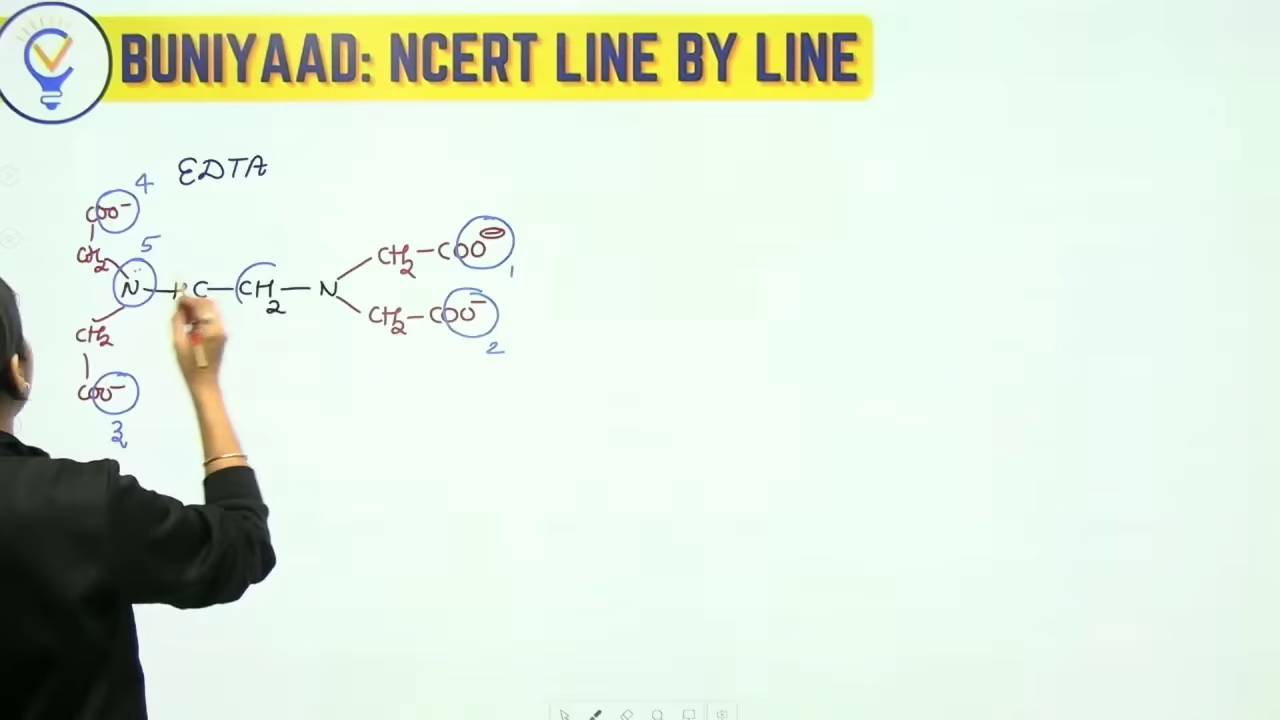 BUNIYAAD: NCERT LINE BY LINE
EDTA
4
COO⁻
5
CH₂
CH₂—COO⊖
1
N̈—H C—CH₂—N
CH₂—COO⁻
2
CH₂
COO⁻
3